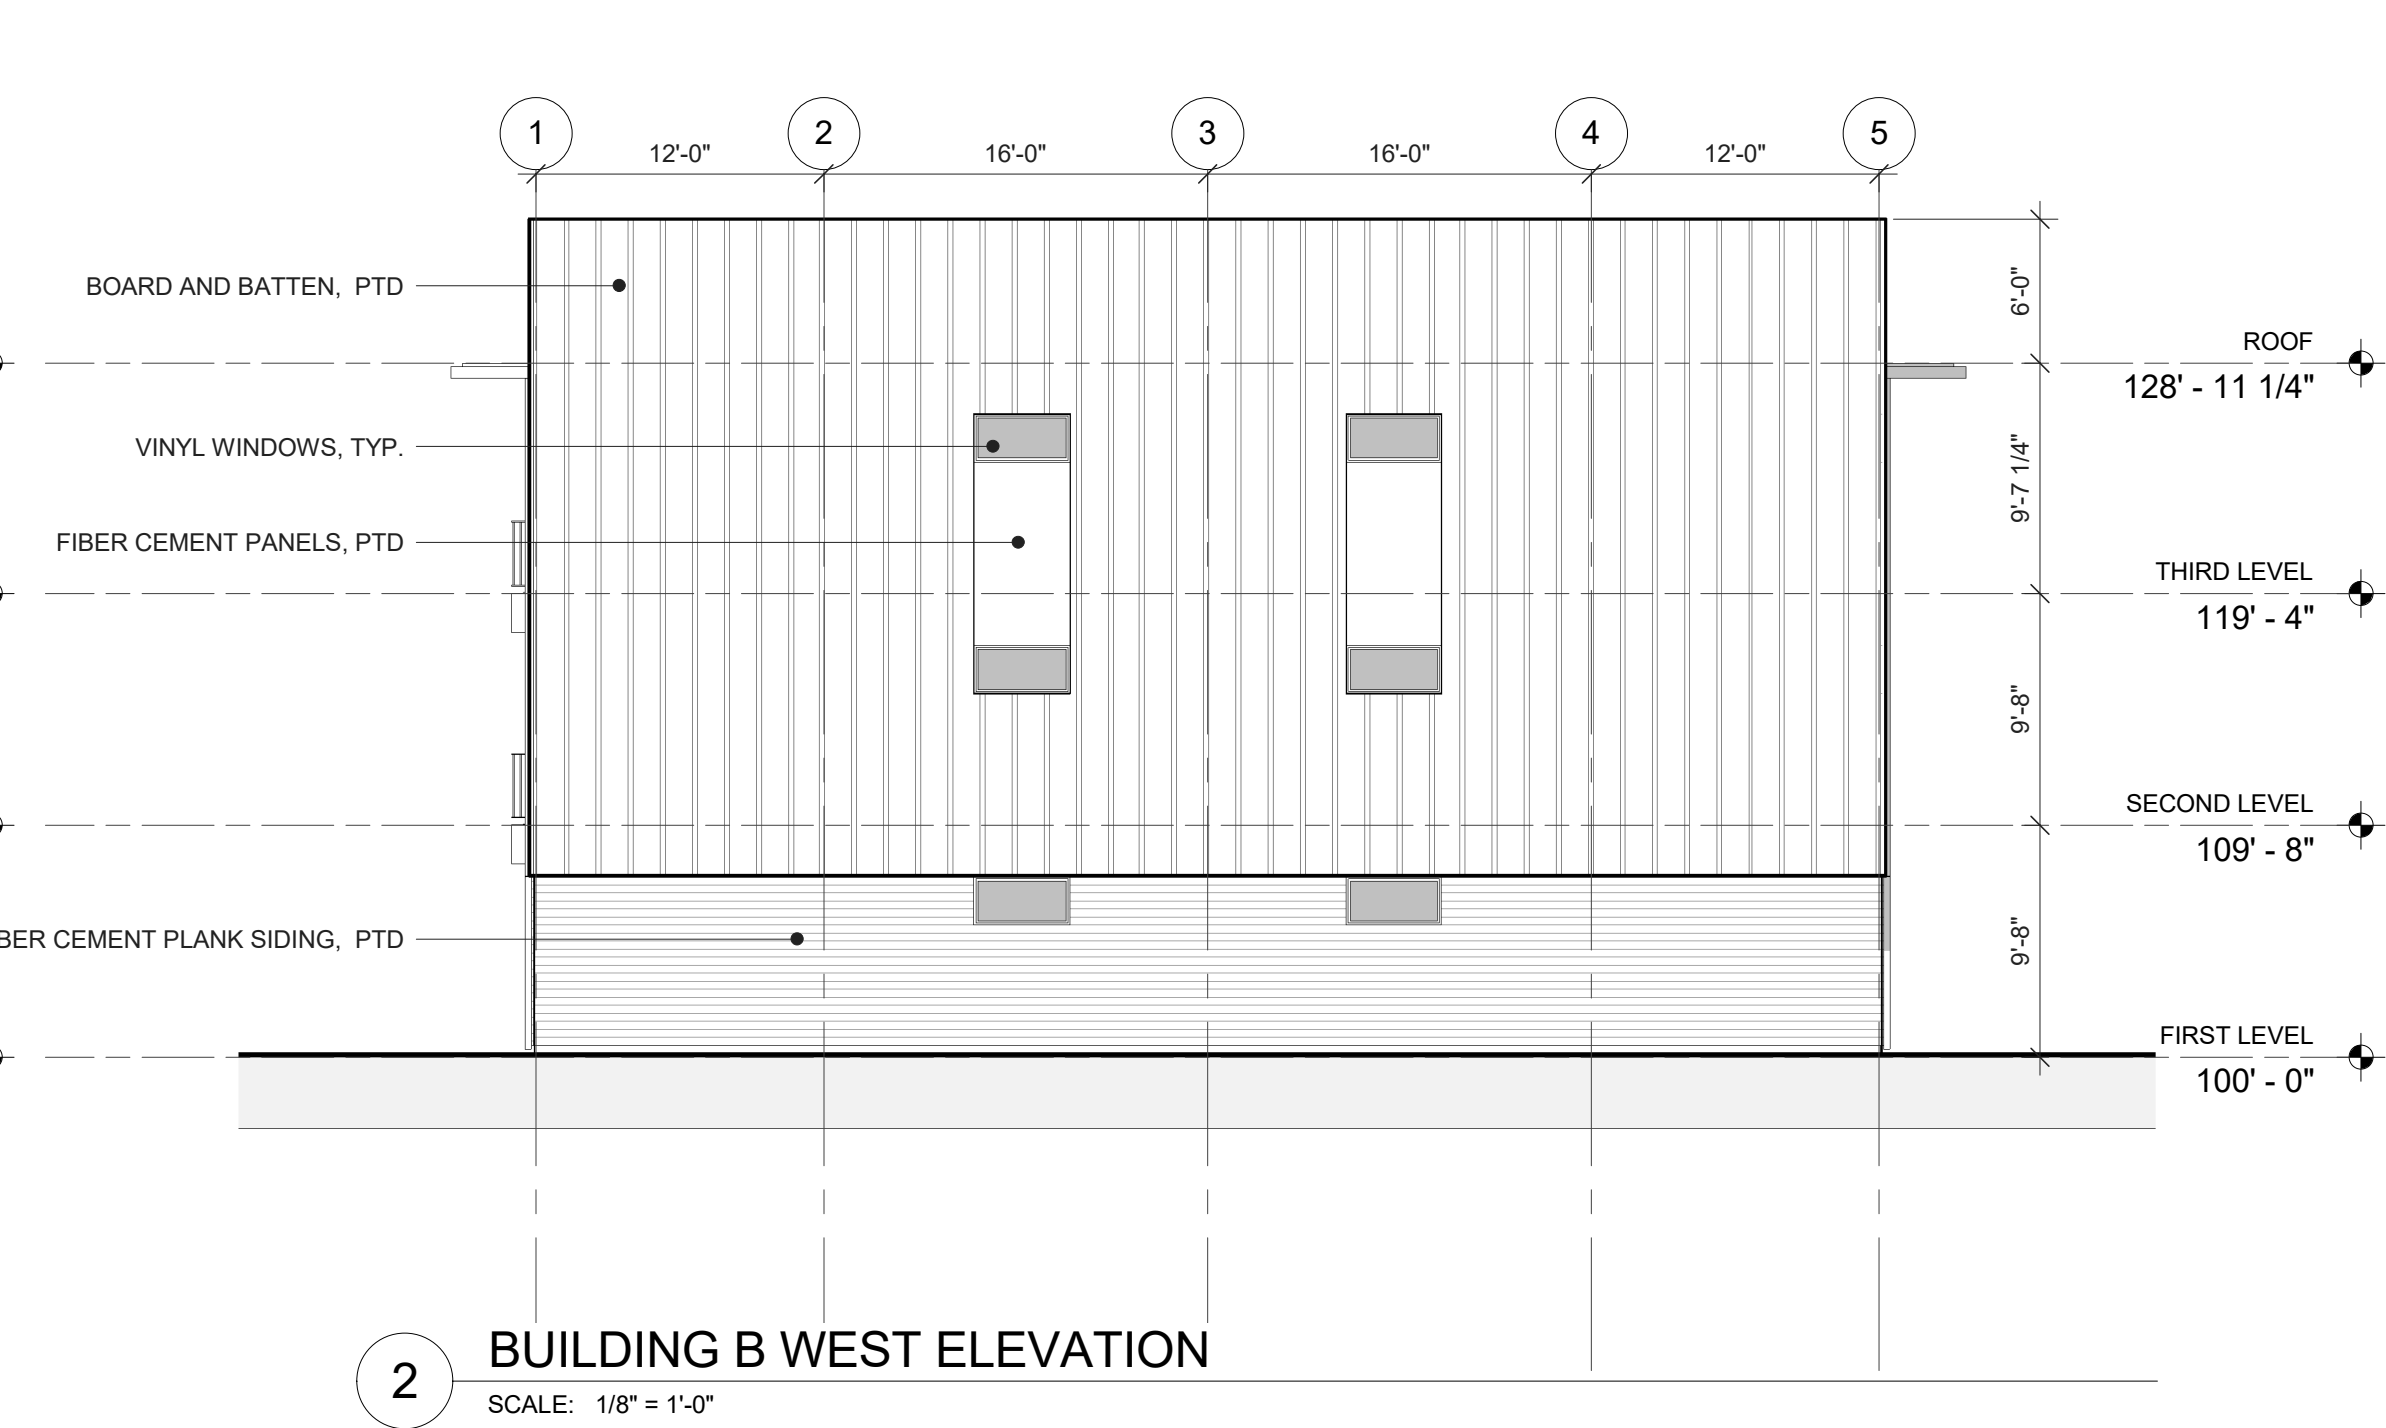 1 2 3 4 5
12'-0" 16'-0" 16'-0" 12'-0"
BOARD AND BATTEN, PTD
6'-0"
ROOF
128' - 11 1/4"
VINYL WINDOWS, TYP.
9'-7 1/4"
FIBER CEMENT PANELS, PTD
THIRD LEVEL
119' - 4"
9'-8"
SECOND LEVEL
109' - 8"
BER CEMENT PLANK SIDING, PTD
9'-8"
FIRST LEVEL
100' - 0"
2
BUILDING B WEST ELEVATION
SCALE: 1/8" = 1'-0"